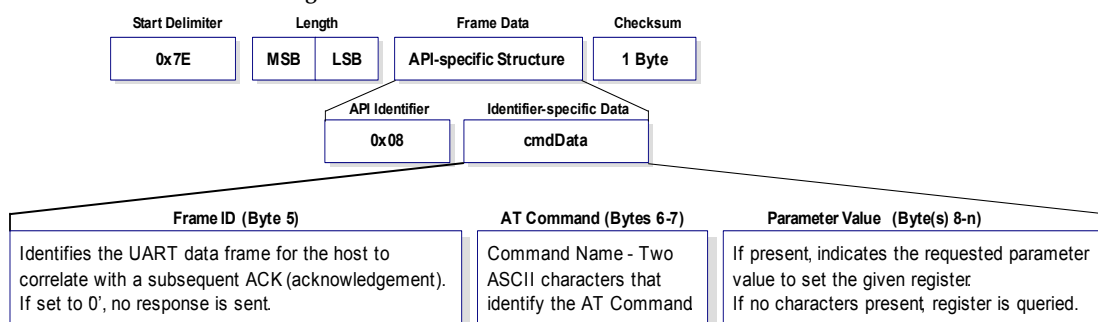 Start Delimiter Length Frame Data Checksum
0x7E MSB LSB API-specific Structure 1 Byte
API Identifier Identifier-specific Data
0x08 cmdData
Frame ID (Byte 5) AT Command (Bytes 6-7) Parameter Value (Byte(s) 8-n)
Identifies the UART data frame for the host to
correlate with a subsequent ACK (acknowledgement).
If set to 0', no response is sent.
Command Name - Two
ASCII characters that
identify the AT Command
If present, indicates the requested parameter
value to set the given register.
If no characters present, register is queried.